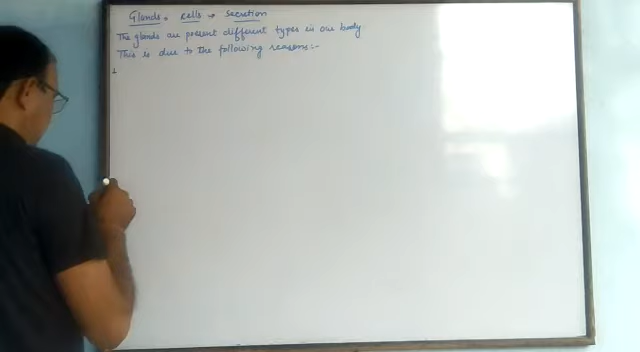 Glands, cells → secretion
The glands are present different types in our body
This is due to the following reasons:-
1